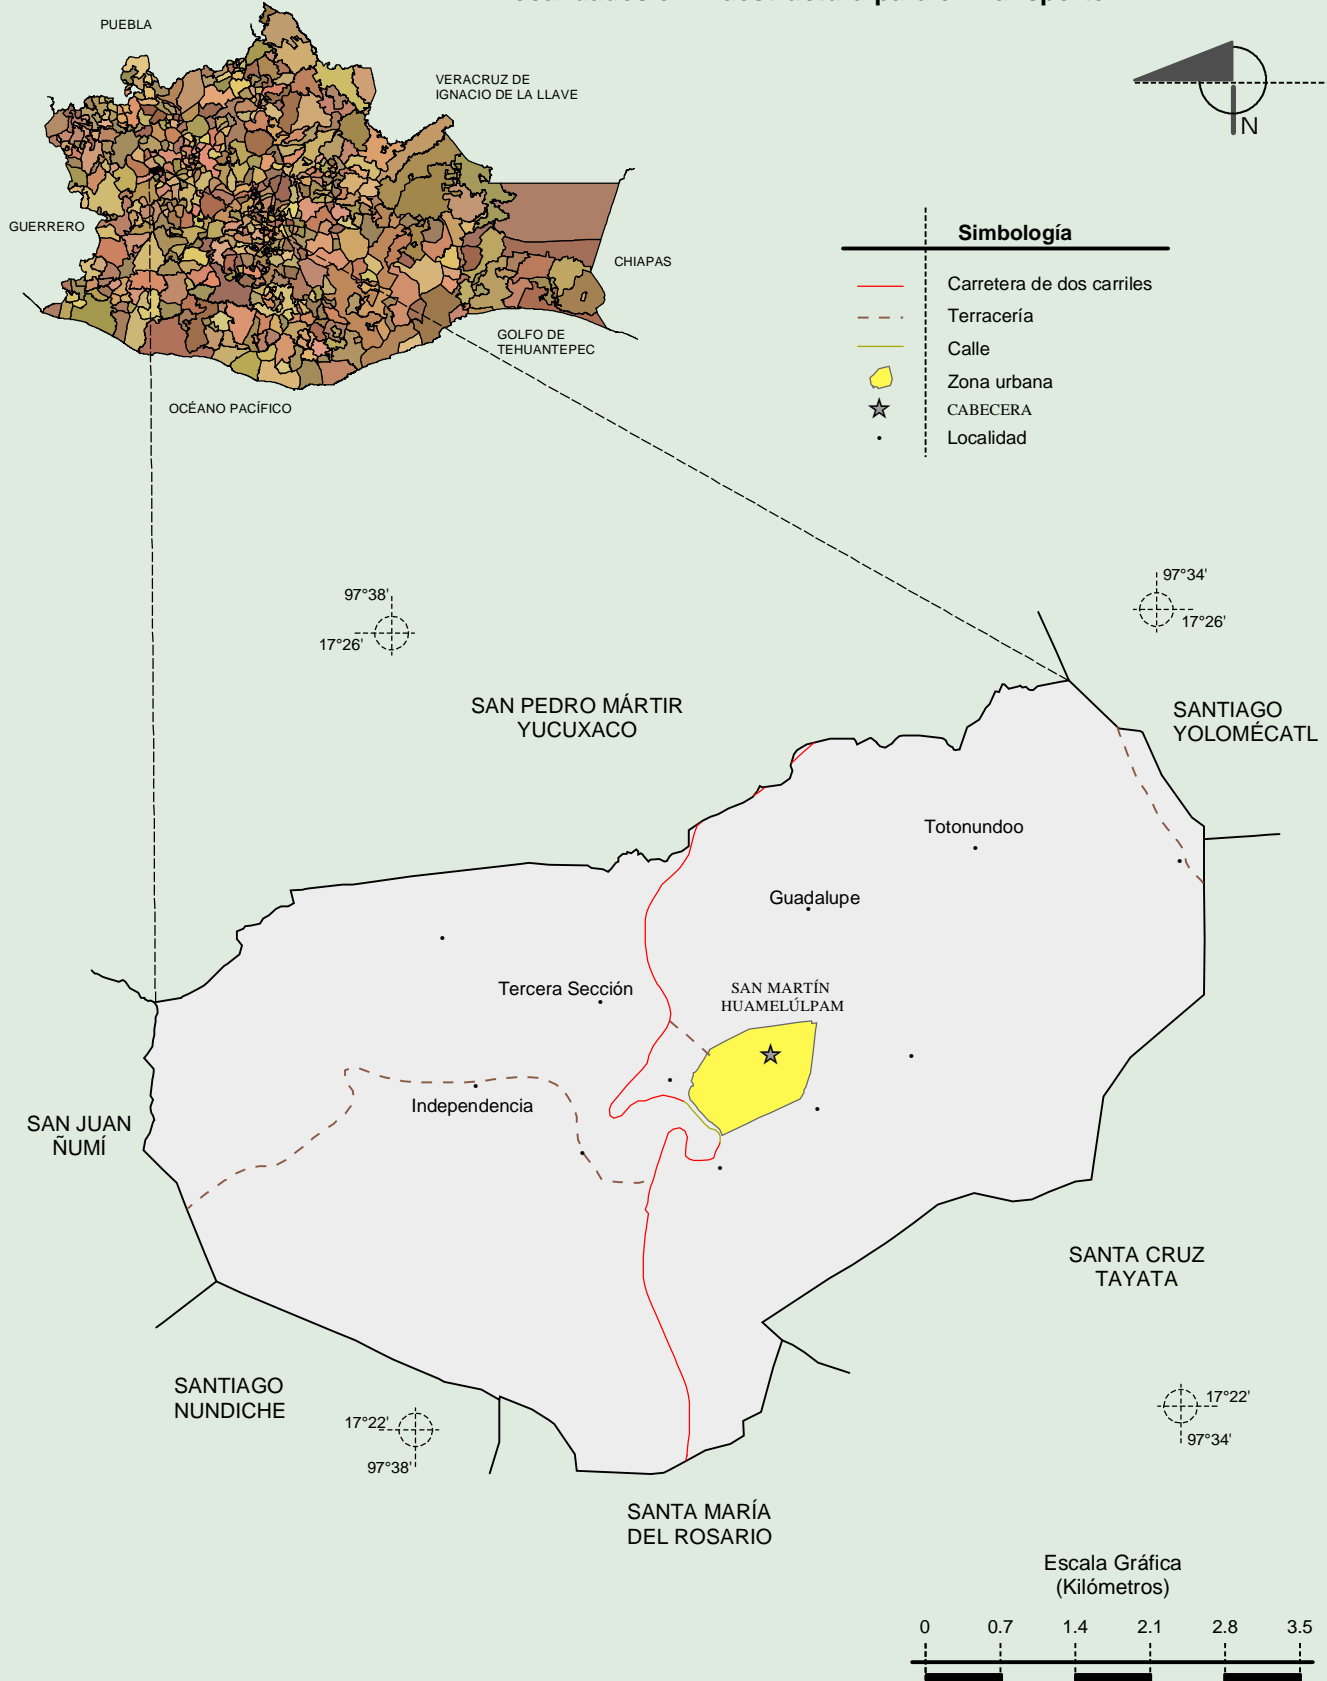 PUEBLA
VERACRUZ DE
IGNACIO DE LA LLAVE
GUERRERO
CHIAPAS
GOLFO DE
TEHUANTEPEC
OCÉANO PACÍFICO
N
Simbología
Carretera de dos carriles
Terracería
Calle
Zona urbana
CABECERA
Localidad
97°38'
17°26'
97°34'
17°26'
SAN PEDRO MÁRTIR
YUCUXACO
SANTIAGO
YOLOMÉCATL
Totonundoo
Guadalupe
Tercera Sección
SAN MARTÍN
HUAMELÚLPAM
Independencia
SAN JUAN
ÑUMÍ
SANTA CRUZ
TAYATA
SANTIAGO
NUNDICHE
17°22'
97°38'
17°22'
97°34'
SANTA MARÍA
DEL ROSARIO
Escala Gráfica
(Kilómetros)
0 0.7 1.4 2.1 2.8 3.5